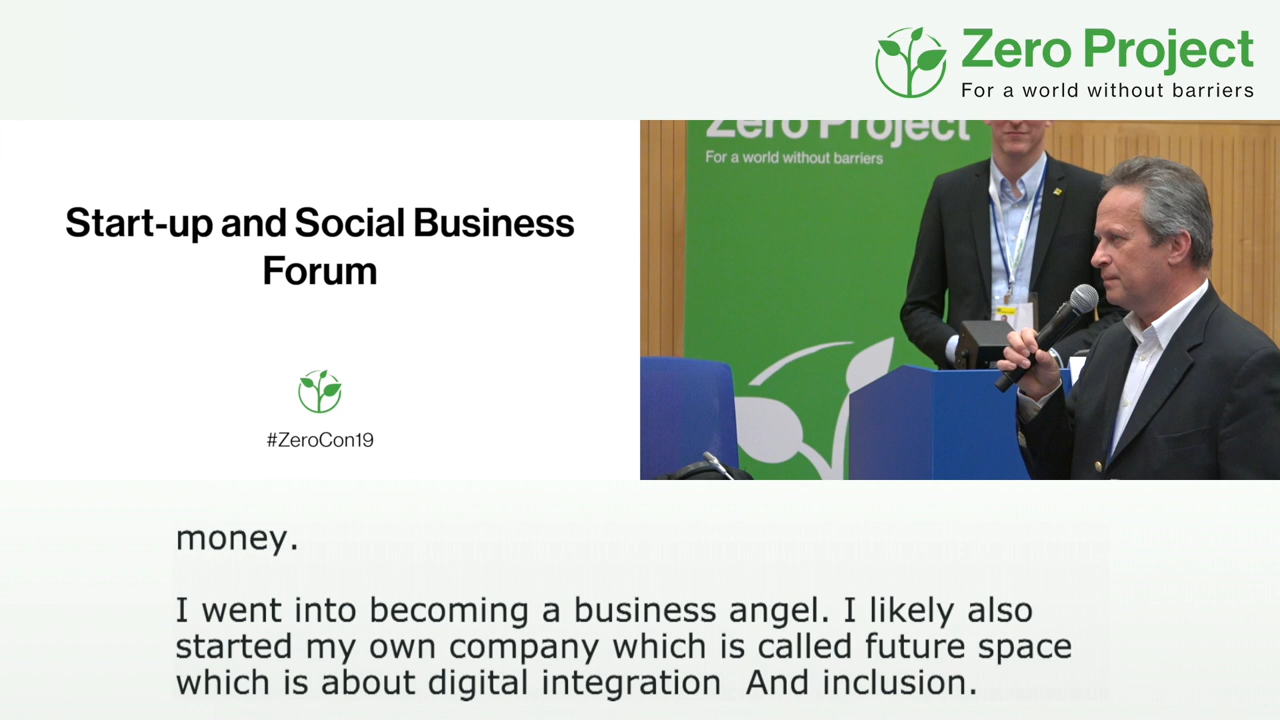 Zero Project
For a world without barriers
Start-up and Social Business
Forum
#ZeroCon19
Zero Project
For a world without barriers
money.
I went into becoming a business angel. I likely also
started my own company which is called future space
which is about digital integration  And inclusion.